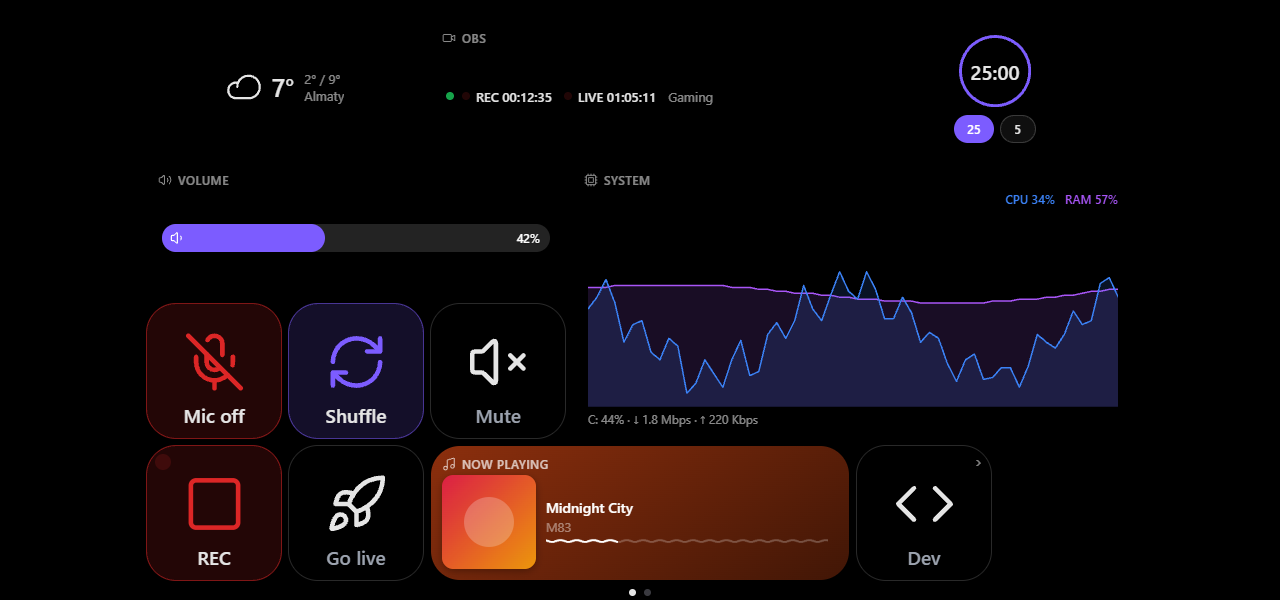 OBS
7° 2° / 9°
Almaty
REC 00:12:35 LIVE 01:05:11 Gaming
25:00
25 5
VOLUME
42%
SYSTEM
CPU 34% RAM 57%
C: 44% · ↓ 1.8 Mbps · ↑ 220 Kbps
Mic off
Shuffle
Mute
REC
Go live
NOW PLAYING
Midnight City
M83
Dev